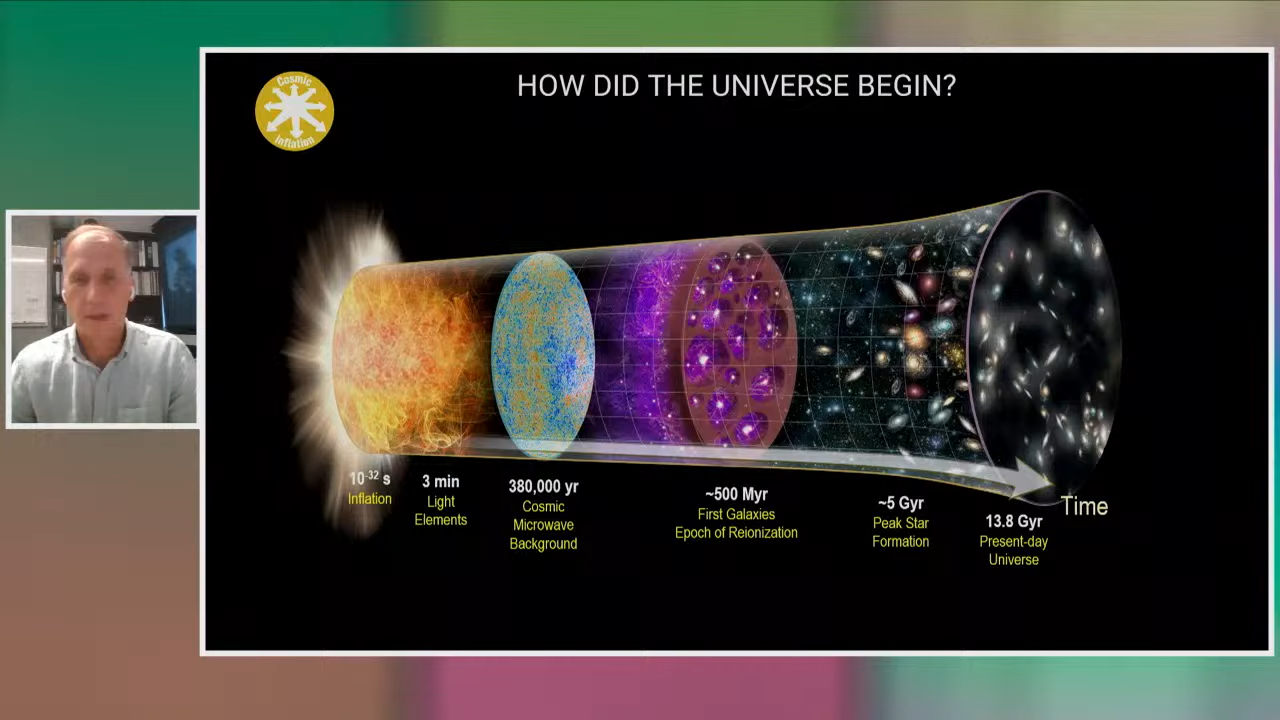 Cosmic
Inflation
HOW DID THE UNIVERSE BEGIN?
10-32 s
Inflation
3 min
Light
Elements
380,000 yr
Cosmic
Microwave
Background
~500 Myr
First Galaxies
Epoch of Reionization
~5 Gyr
Peak Star
Formation
13.8 Gyr
Present-day
Universe
Time